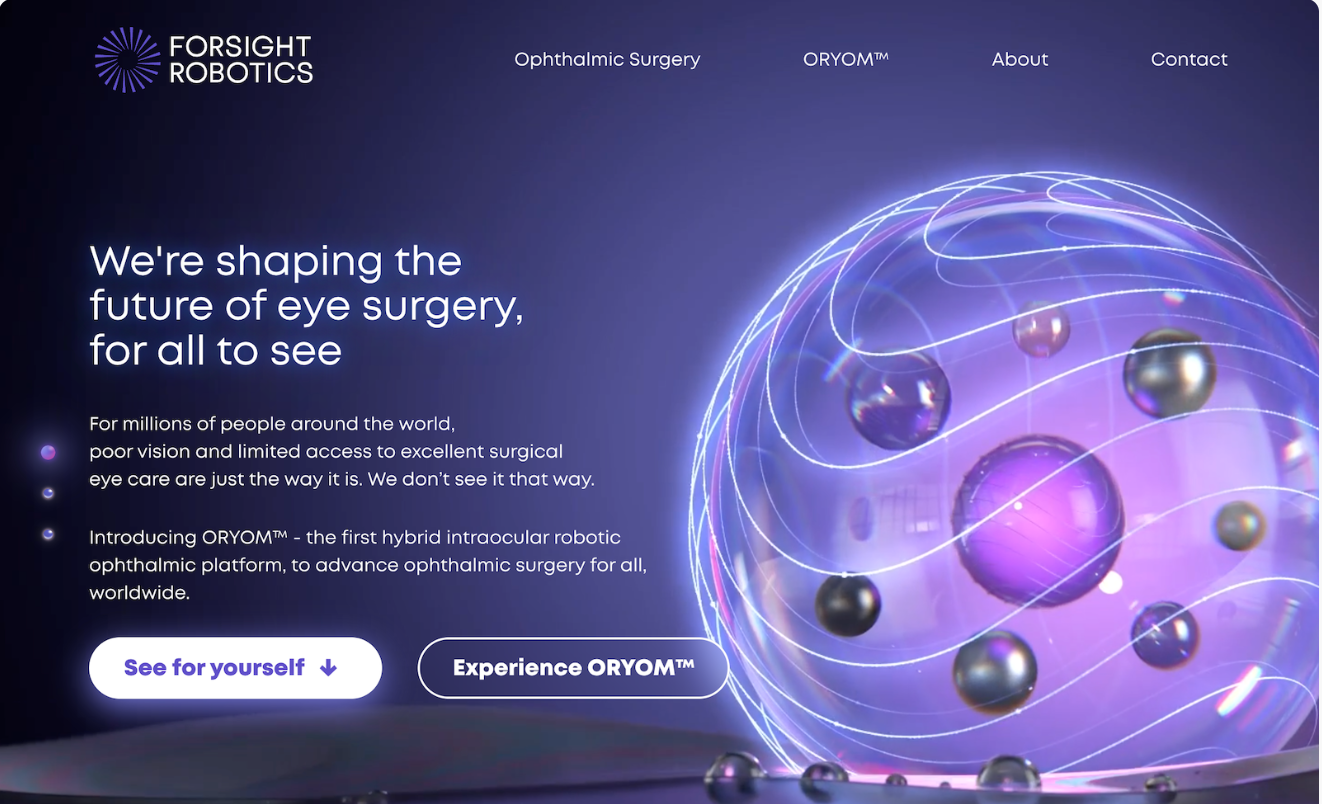 FORSIGHT
ROBOTICS
Ophthalmic Surgery
ORYOM™
About
Contact
We're shaping the
future of eye surgery,
for all to see
For millions of people around the world,
poor vision and limited access to excellent surgical
eye care are just the way it is. We don't see it that way.
Introducing ORYOM™ - the first hybrid intraocular robotic
ophthalmic platform, to advance ophthalmic surgery for all,
worldwide.
See for yourself ↓
Experience ORYOM™